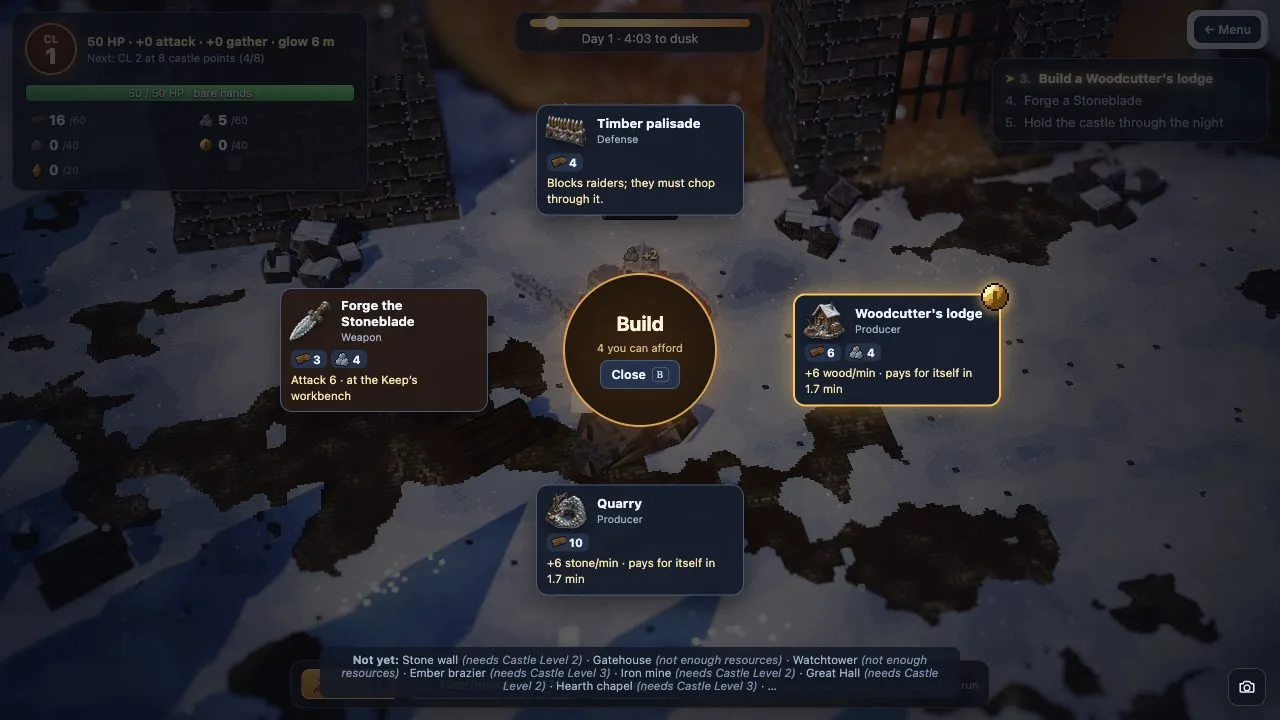 CL
1
50 HP · +0 attack · +0 gather · glow 6 m
Next: CL 2 at 8 castle points (4/8)
50 / 50 HP · bare hands
16 /60
5 /60
0 /40
0 /40
0 /20
Day 1 · 4:03 to dusk
← Menu
➤ 3. Build a Woodcutter's lodge
4. Forge a Stoneblade
5. Hold the castle through the night
Timber palisade
Defense
4
Blocks raiders; they must chop
through it.
+2
Forge the
Stoneblade
Weapon
3 4
Attack 6 · at the Keep's
workbench
Build
4 you can afford
Close B
Woodcutter's lodge
Producer
6 4
+6 wood/min · pays for itself in
1.7 min
Quarry
Producer
10
+6 stone/min · pays for itself in
1.7 min
Not yet: Stone wall (needs Castle Level 2) · Gatehouse (not enough resources) · Watchtower (not enough
resources) · Ember brazier (needs Castle Level 3) · Iron mine (needs Castle Level 2) · Great Hall (needs Castle
Level 2) · Hearth chapel (needs Castle Level 3) · ...
run